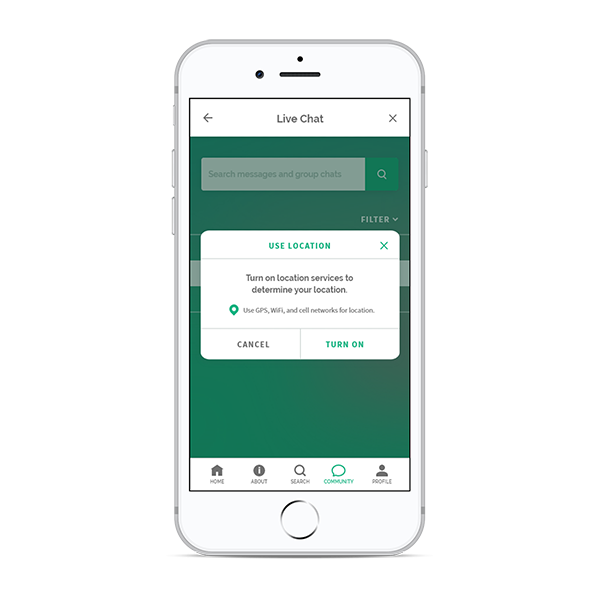 Live Chat
Search messages and group chats
FILTER
USE LOCATION
Turn on location services to
determine your location.
Use GPS, WiFi, and cell networks for location.
CANCEL
TURN ON
HOME
ABOUT
SEARCH
COMMUNITY
PROFILE